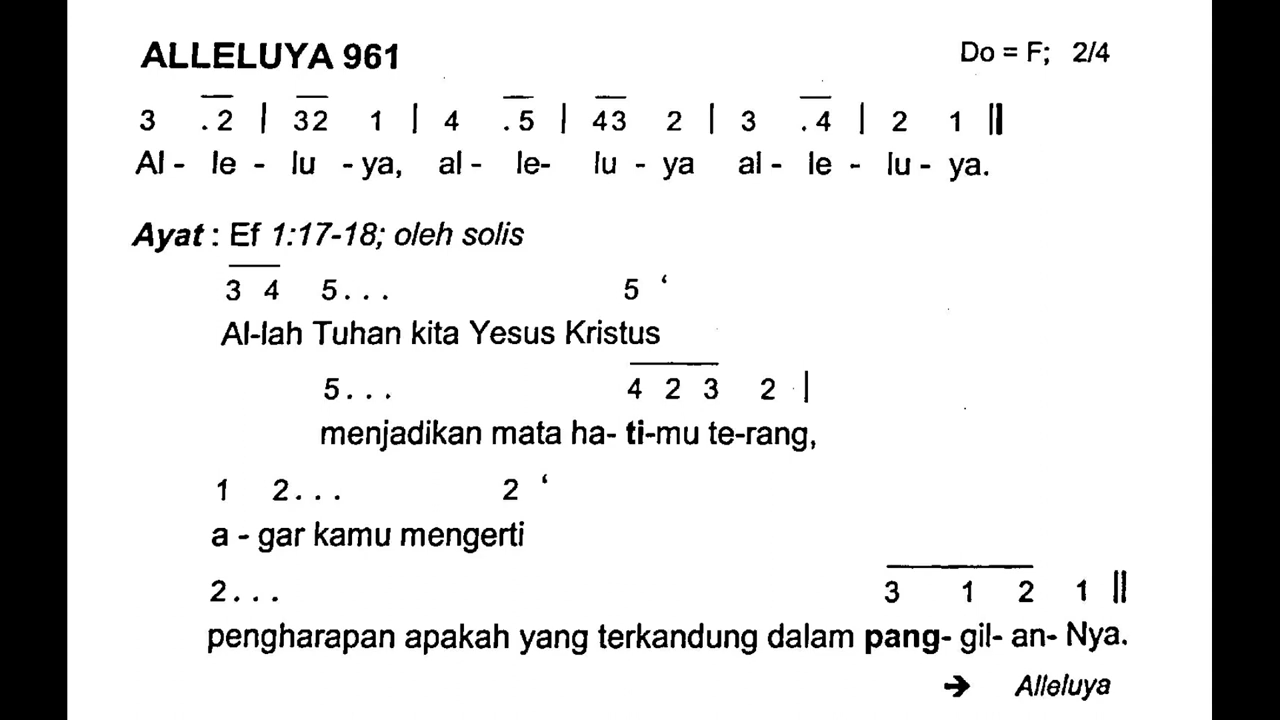 ALLELUYA 961 Do = F; 2/4
3 .2 | 32 1 | 4 .5 | 43 2 | 3 .4 | 2 1 ||
Al - le - lu - ya, al - le- lu - ya al - le - lu - ya.
Ayat : Ef 1:17-18; oleh solis
3 4 5... 5 ‘
Al-lah Tuhan kita Yesus Kristus
5... 4 2 3 2 |
menjadikan mata ha- ti-mu te-rang,
1 2... 2 ‘
a - gar kamu mengerti
2... 3 1 2 1 ||
pengharapan apakah yang terkandung dalam pang- gil- an- Nya.
→ Alleluya